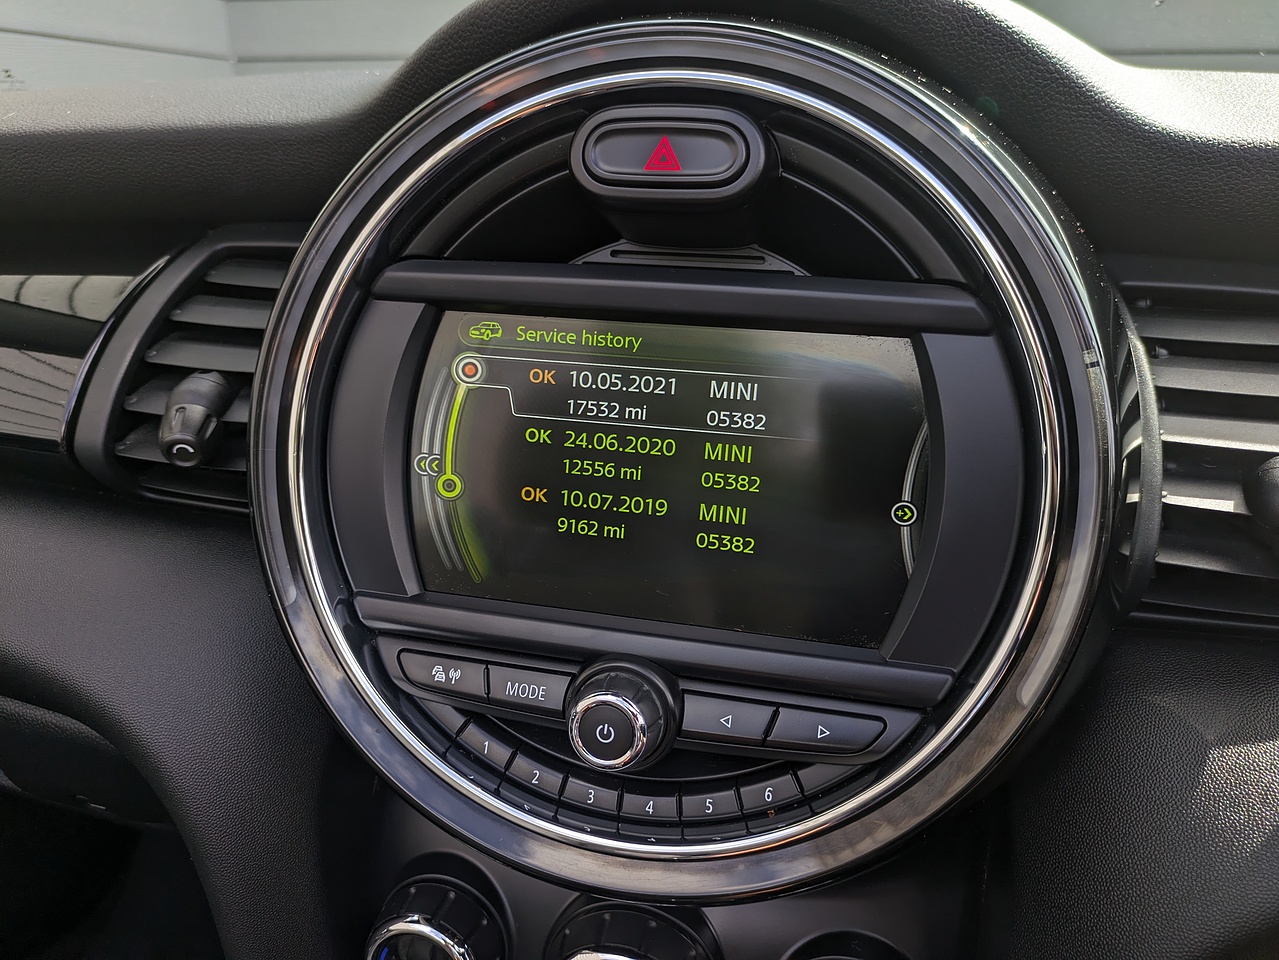 Service history
OK 10.05.2021 MINI
17532 mi 05382
OK 24.06.2020 MINI
12556 mi 05382
OK 10.07.2019 MINI
9162 mi 05382
MODE
1 2 3 4 5 6